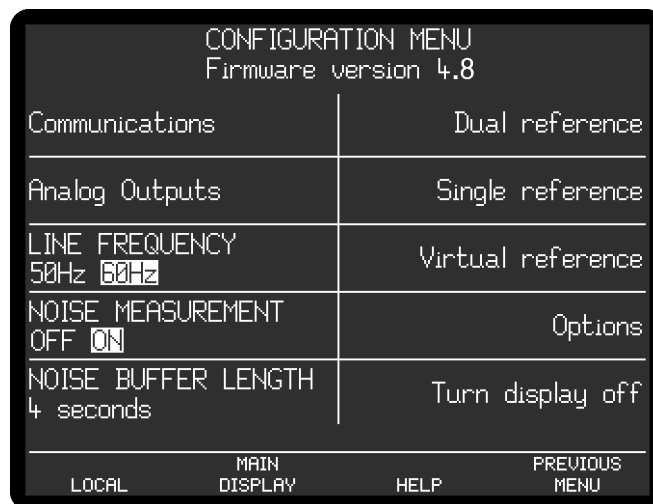 CONFIGURATION MENU
Firmware version 4.8
Communications
Dual reference
Analog Outputs
Single reference
LINE FREQUENCY
50Hz 60Hz
Virtual reference
NOISE MEASUREMENT
OFF ON
Options
NOISE BUFFER LENGTH
4 seconds
Turn display off
LOCAL
MAIN
DISPLAY
HELP
PREVIOUS
MENU